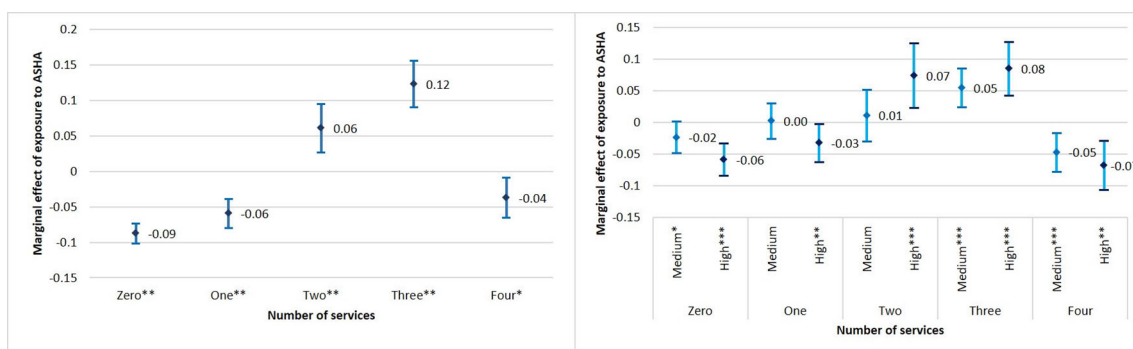 Marginal effect of exposure to ASHA
0.2
0.15
0.1
0.05
0
-0.05
-0.1
-0.15
-0.09
-0.06
0.06
0.12
-0.04
Zero** One** Two** Three** Four*
Number of services
Marginal effect of exposure to ASHA
0.15
0.1
0.05
0
-0.05
-0.1
-0.15
-0.02
-0.06
0.00
-0.03
0.01
0.07
0.05
0.08
-0.05
-0.07
Medium*
High***
Medium
High**
Medium
High***
Medium***
High***
Medium***
High**
Zero One Two Three Four
Number of services